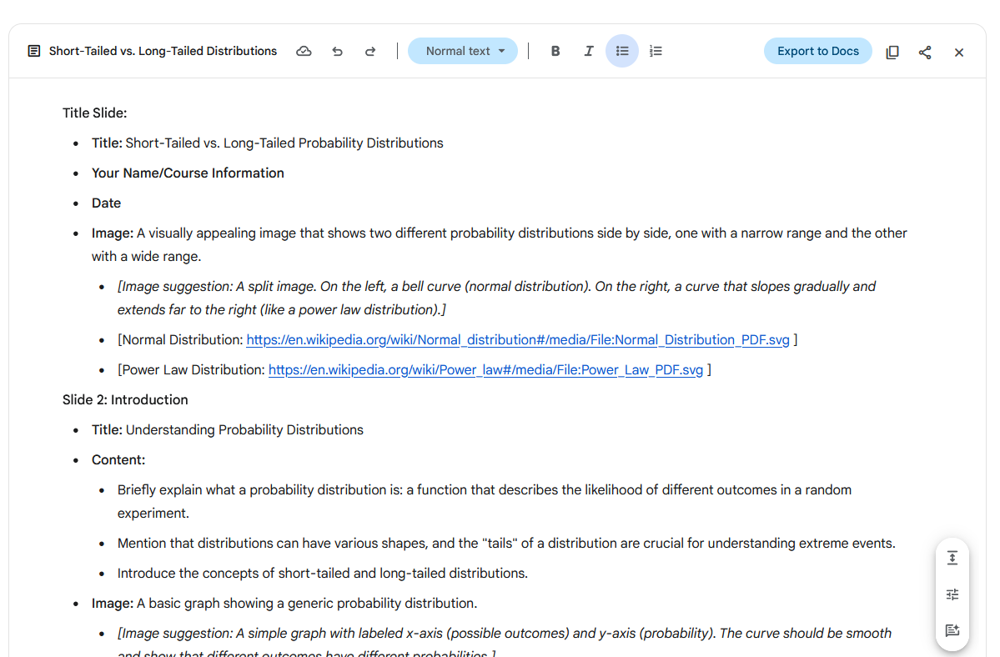 Short-Tailed vs. Long-Tailed Distributions
Normal text
B
I
Export to Docs
Title Slide:
• Title: Short-Tailed vs. Long-Tailed Probability Distributions
• Your Name/Course Information
• Date
• Image: A visually appealing image that shows two different probability distributions side by side, one with a narrow range and the other
with a wide range.
• [Image suggestion: A split image. On the left, a bell curve (normal distribution). On the right, a curve that slopes gradually and
extends far to the right (like a power law distribution).]
• [Normal Distribution: https://en.wikipedia.org/wiki/Normal_distribution#/media/File:Normal_Distribution_PDF.svg ]
• [Power Law Distribution: https://en.wikipedia.org/wiki/Power_law#/media/File:Power_Law_PDF.svg ]
Slide 2: Introduction
• Title: Understanding Probability Distributions
• Content:
• Briefly explain what a probability distribution is: a function that describes the likelihood of different outcomes in a random
experiment.
• Mention that distributions can have various shapes, and the "tails" of a distribution are crucial for understanding extreme events.
• Introduce the concepts of short-tailed and long-tailed distributions.
• Image: A basic graph showing a generic probability distribution.
• [Image suggestion: A simple graph with labeled x-axis (possible outcomes) and y-axis (probability). The curve should be smooth
and show that different outcomes have different probabilities.]